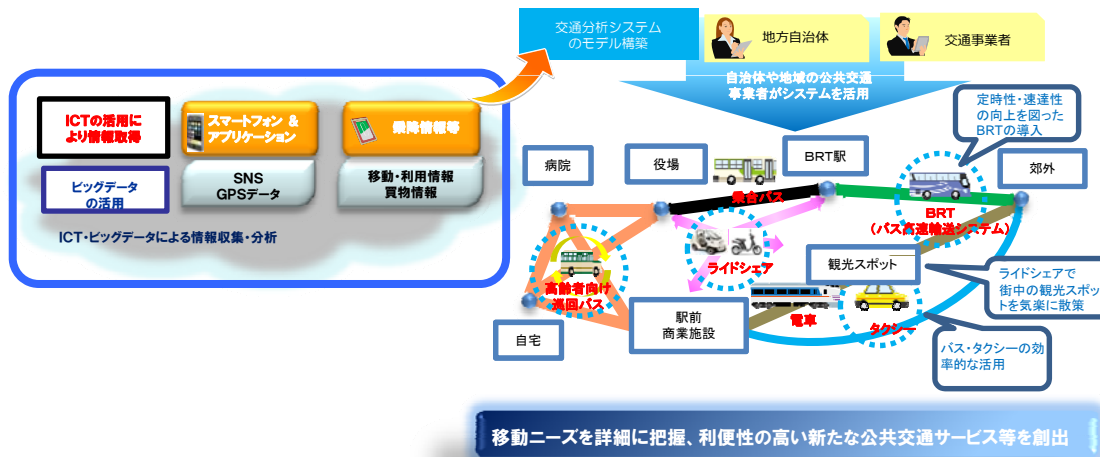 交通分析システム
のモデル構築
地方自治体
交通事業者
自治体や地域の公共交通
事業者がシステムを活用
ICTの活用に
より情報取得
スマートフォン &
アプリケーション
乗降情報等
ビッグデータ
の活用
SNS
GPSデータ
移動・利用情報
買物情報
ICT・ビッグデータによる情報収集・分析
定時性・速達性
の向上を図った
BRTの導入
病院
役場
BRT駅
郊外
乗合バス
BRT
(バス高速輸送システム)
ライドシェア
観光スポット
高齢者向け
巡回バス
ライドシェアで
街中の観光スポッ
トを気楽に散策
自宅
駅前
商業施設
電車
タクシー
バス・タクシーの効
率的な活用
移動ニーズを詳細に把握、利便性の高い新たな公共交通サービス等を創出